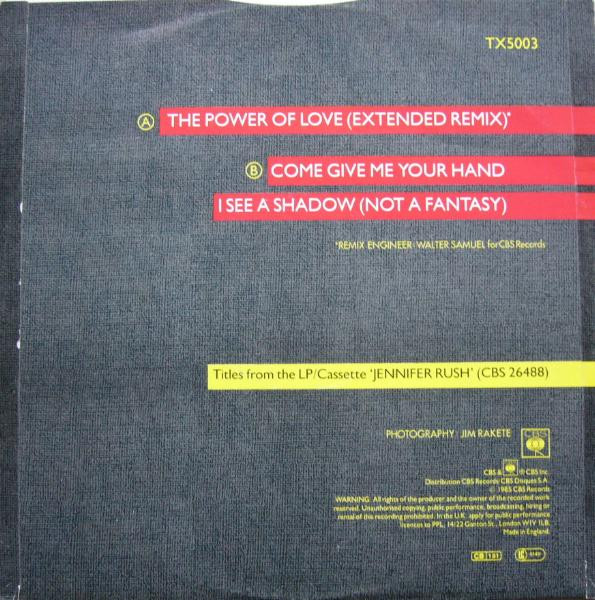 TX5003
A THE POWER OF LOVE (EXTENDED REMIX)*
B COME GIVE ME YOUR HAND
I SEE A SHADOW (NOT A FANTASY)
*REMIX ENGINEER: WALTER SAMUEL for CBS Records
Titles from the LP/Cassette 'JENNIFER RUSH' (CBS 26488)
PHOTOGRAPHY: JIM RAKETE CBS
CBS & CBS ® CBS Inc.
Distribution CBS Records CBS Disques S.A.
© 1985 CBS Records
WARNING: All rights of the producer and the owner of the recorded work
reserved. Unauthorised copying, public performance, broadcasting, hiring or
rental of this recording prohibited. In the U.K. apply for public performance
licences to PPL, 14/22 Ganton St., London W1V 1LB.
Made in England.
CB 151